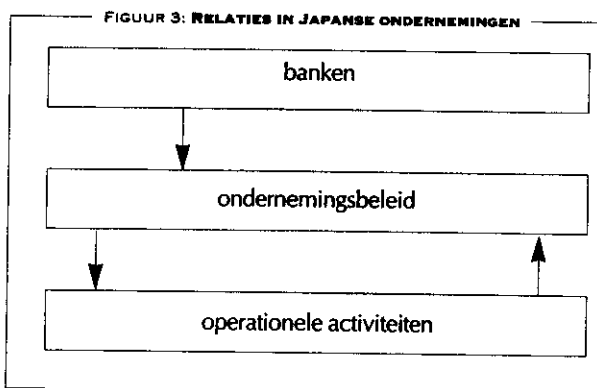 FIGUUR 3: RELATIES IN JAPANSE ONDERNEMINGEN
banken
ondernemingsbeleid
operationele activiteiten